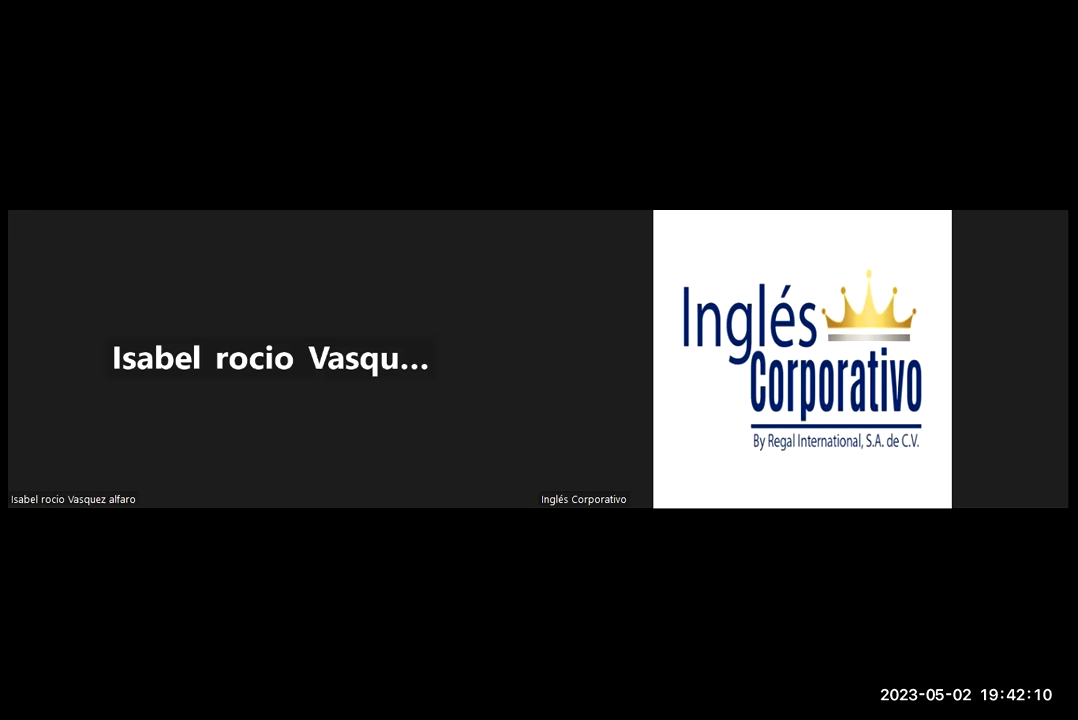 Isabel rocio Vasqu...
Isabel rocio Vasquez alfaro
Inglés
Corporativo
By Regal International, S.A. de C.V.
Inglés Corporativo
2023-05-02 19:42:10